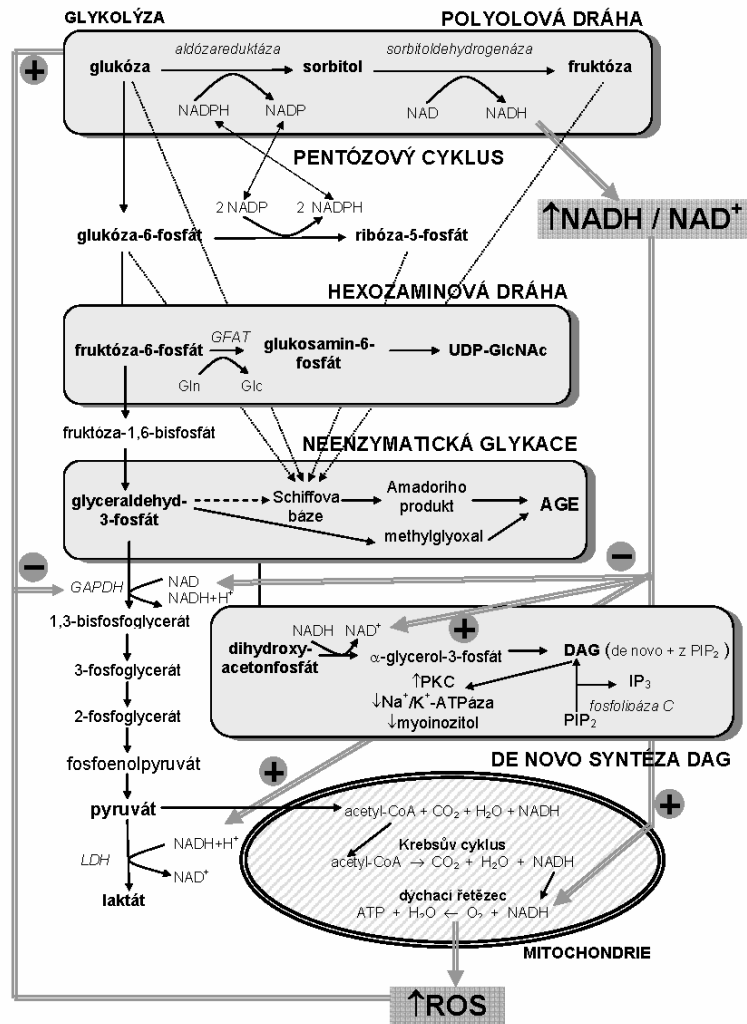 GLYKOLÝZA
POLYOLOVÁ DRÁHA
aldózareduktáza
sorbitoldehydrogenáza
+
glukóza
sorbitol
fruktóza
NADPH
NADP
NAD
NADH
PENTÓZOVÝ CYKLUS
2 NADP
2 NADPH
↑NADH / NAD⁺
glukóza-6-fosfát
ribóza-5-fosfát
HEXOZAMINOVÁ DRÁHA
fruktóza-6-fosfát
GFAT
glukosamin-6-
fosfát
UDP-GlcNAc
Gln
Glc
fruktóza-1,6-bisfosfát
NEENZYMATICKÁ GLYKACE
glyceraldehyd-
3-fosfát
Schiffova
báze
Amadoriho
produkt
AGE
methylglyoxal
−
−
GAPDH
NAD
NADH+H⁺
1,3-bisfosfoglycerát
NADH
NAD⁺
+
dihydroxy-
acetonfosfát
α-glycerol-3-fosfát
DAG (de novo + z PIP₂ )
3-fosfoglycerát
↑PKC
↓Na⁺/K⁺-ATPáza
↓myoinozitol
IP₃
fosfolipáza C
PIP₂
2-fosfoglycerát
DE NOVO SYNTÉZA DAG
fosfoenolpyruvát
+
+
pyruvát
acetyl-CoA + CO₂ + H₂O + NADH
LDH
NADH+H⁺
NAD⁺
Krebsův cyklus
acetyl-CoA → CO₂ + H₂O + NADH
laktát
dýchací řetězec
ATP + H₂O ← O₂ + NADH
MITOCHONDRIE
↑ROS